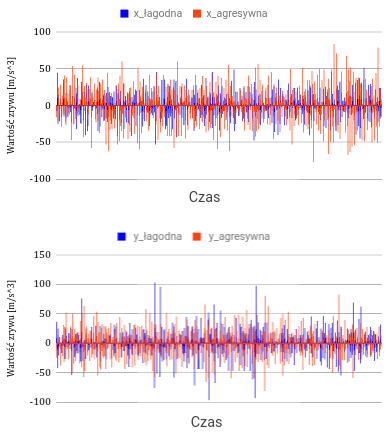 x_łagodna x_agresywna
100
50
0
-50
-100
Wartość zrywu [m/s^3]
Czas
y_łagodna y_agresywna
150
100
50
0
-50
-100
Wartość zrywu [m/s^3]
Czas